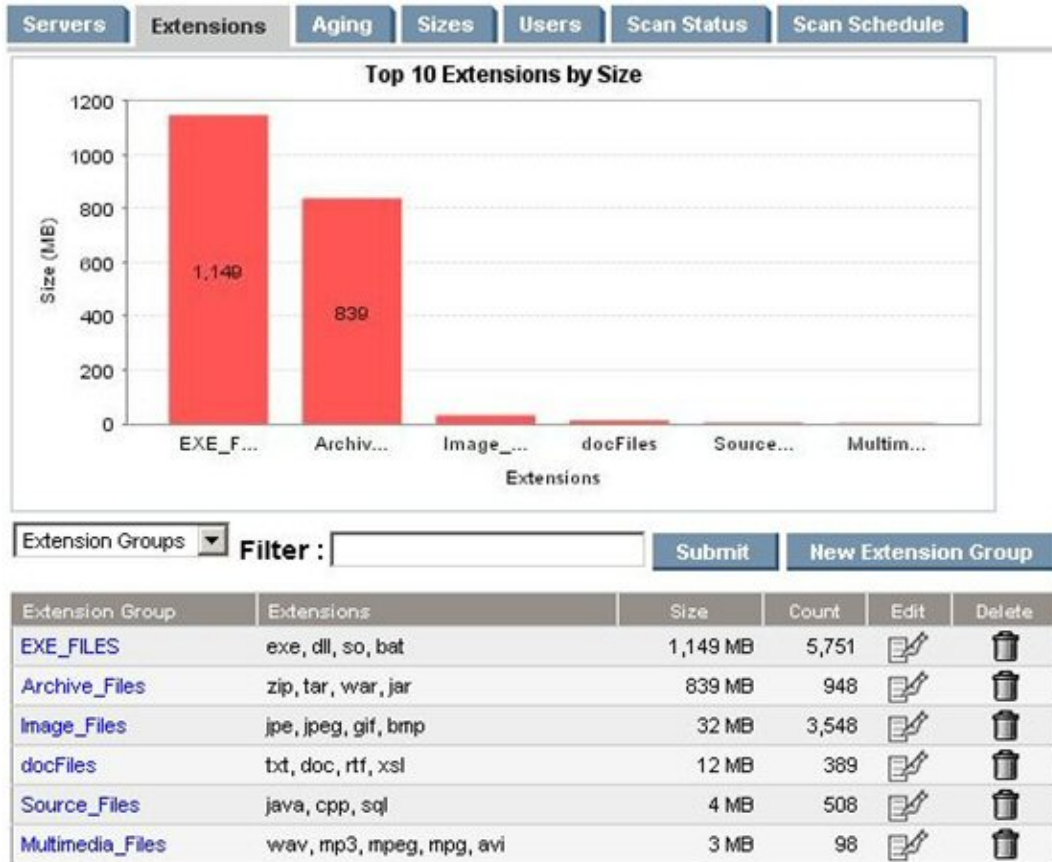 Servers Extensions Aging Sizes Users Scan Status Scan Schedule
Top 10 Extensions by Size
1200
1000
800
600
400
200
0
Size (MB)
1,149
839
EXE_F... Archiv... Image_... docFiles Source... Multim...
Extensions
Extension Groups Filter : Submit New Extension Group
Extension Group Extensions Size Count Edit Delete
EXE_FILES exe, dll, so, bat 1,149 MB 5,751
Archive_Files zip, tar, war, jar 839 MB 948
Image_Files jpe, jpeg, gif, bmp 32 MB 3,548
docFiles txt, doc, rtf, xsl 12 MB 389
Source_Files java, cpp, sql 4 MB 508
Multimedia_Files wav, mp3, mpeg, mpg, avi 3 MB 98